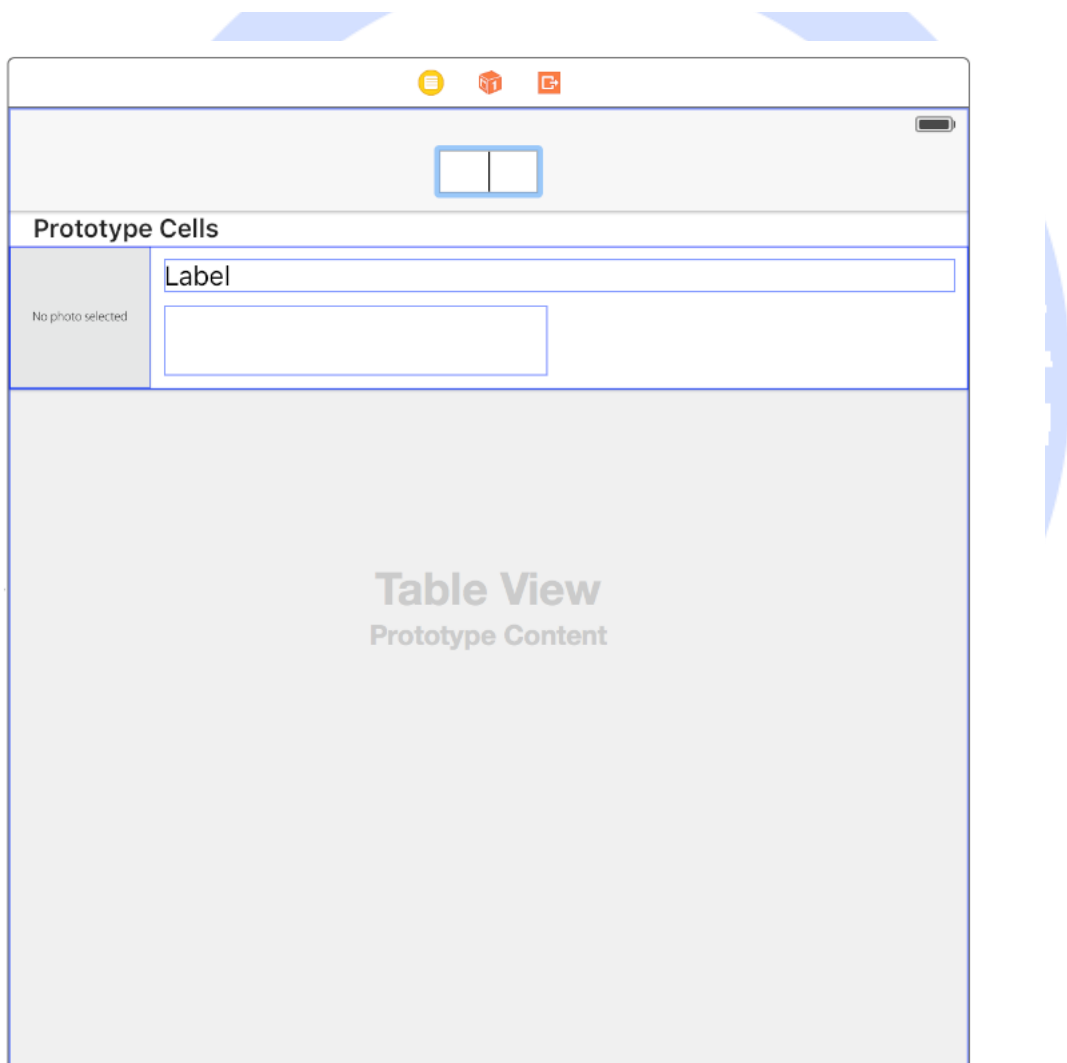 Prototype Cells
Label
No photo selected
Table View
Prototype Content